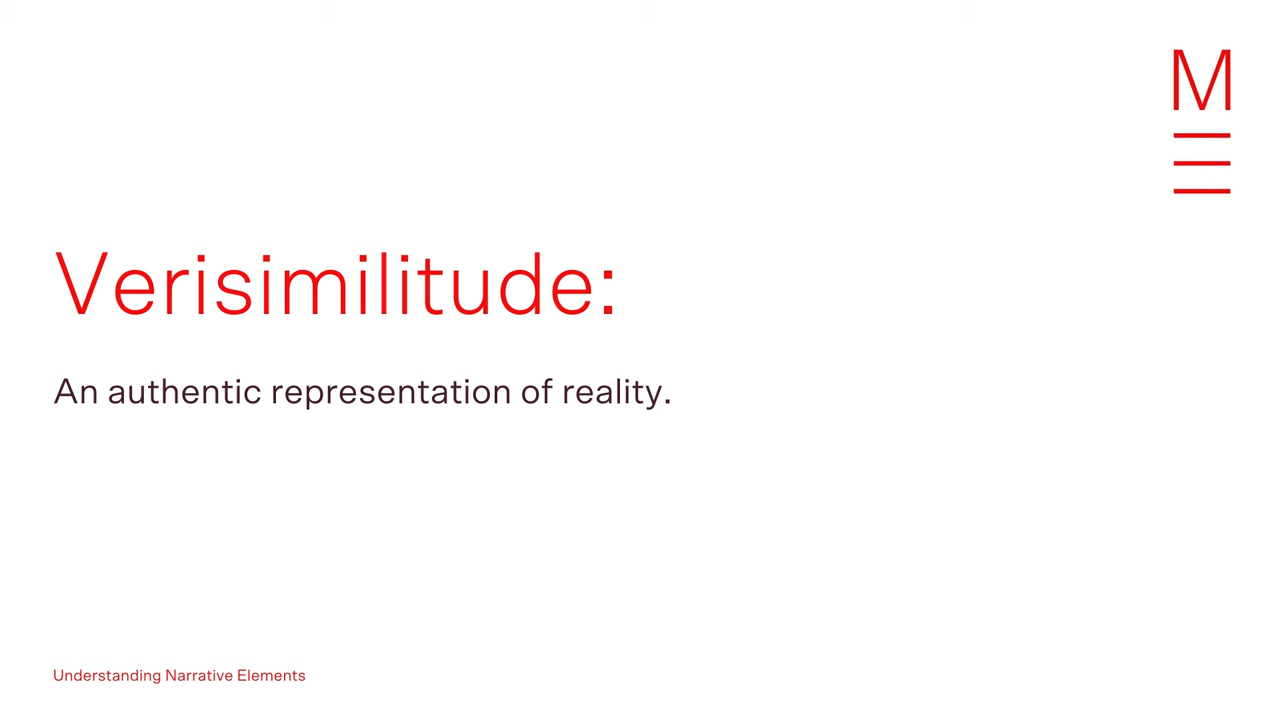 M
Verisimilitude:
An authentic representation of reality.
Understanding Narrative Elements